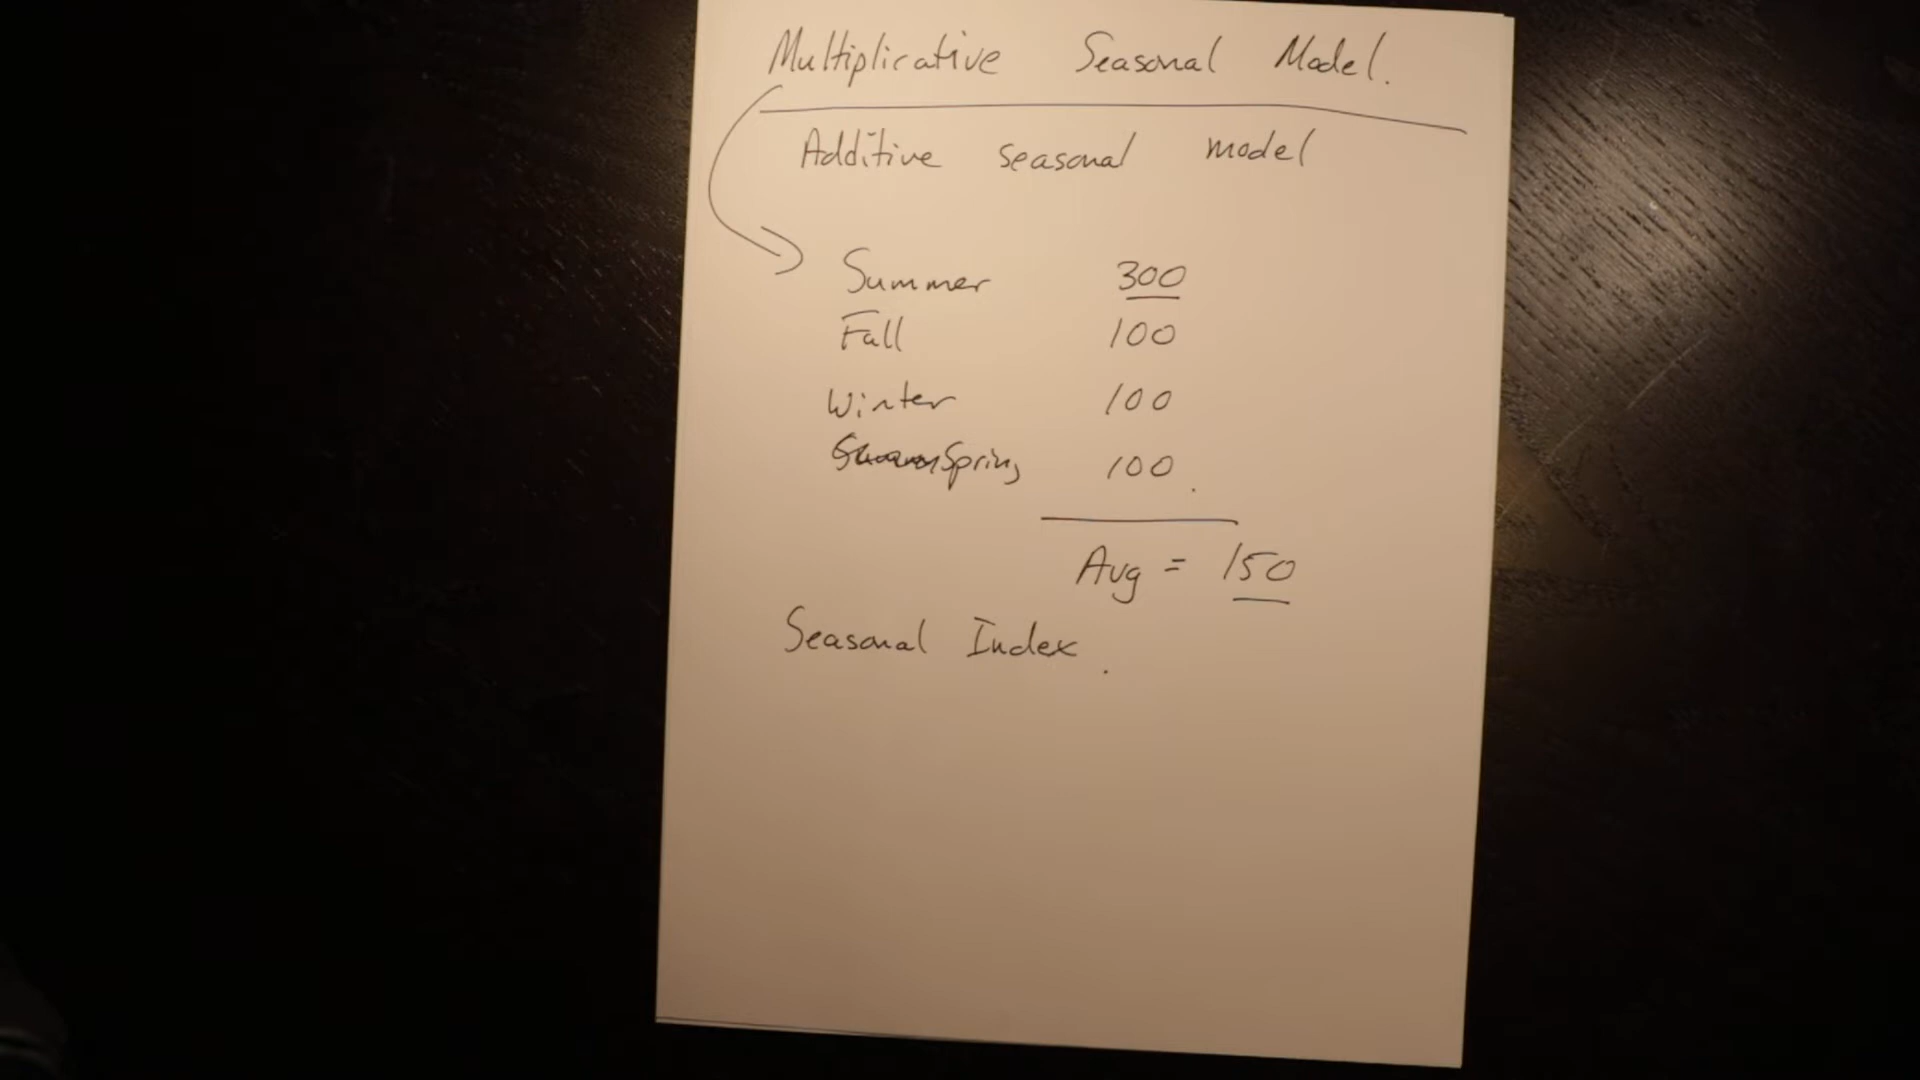 Multiplicative Seasonal Model.
Additive seasonal model
Summer 300
Fall 100
Winter 100
Spring 100
Avg = 150
Seasonal Index